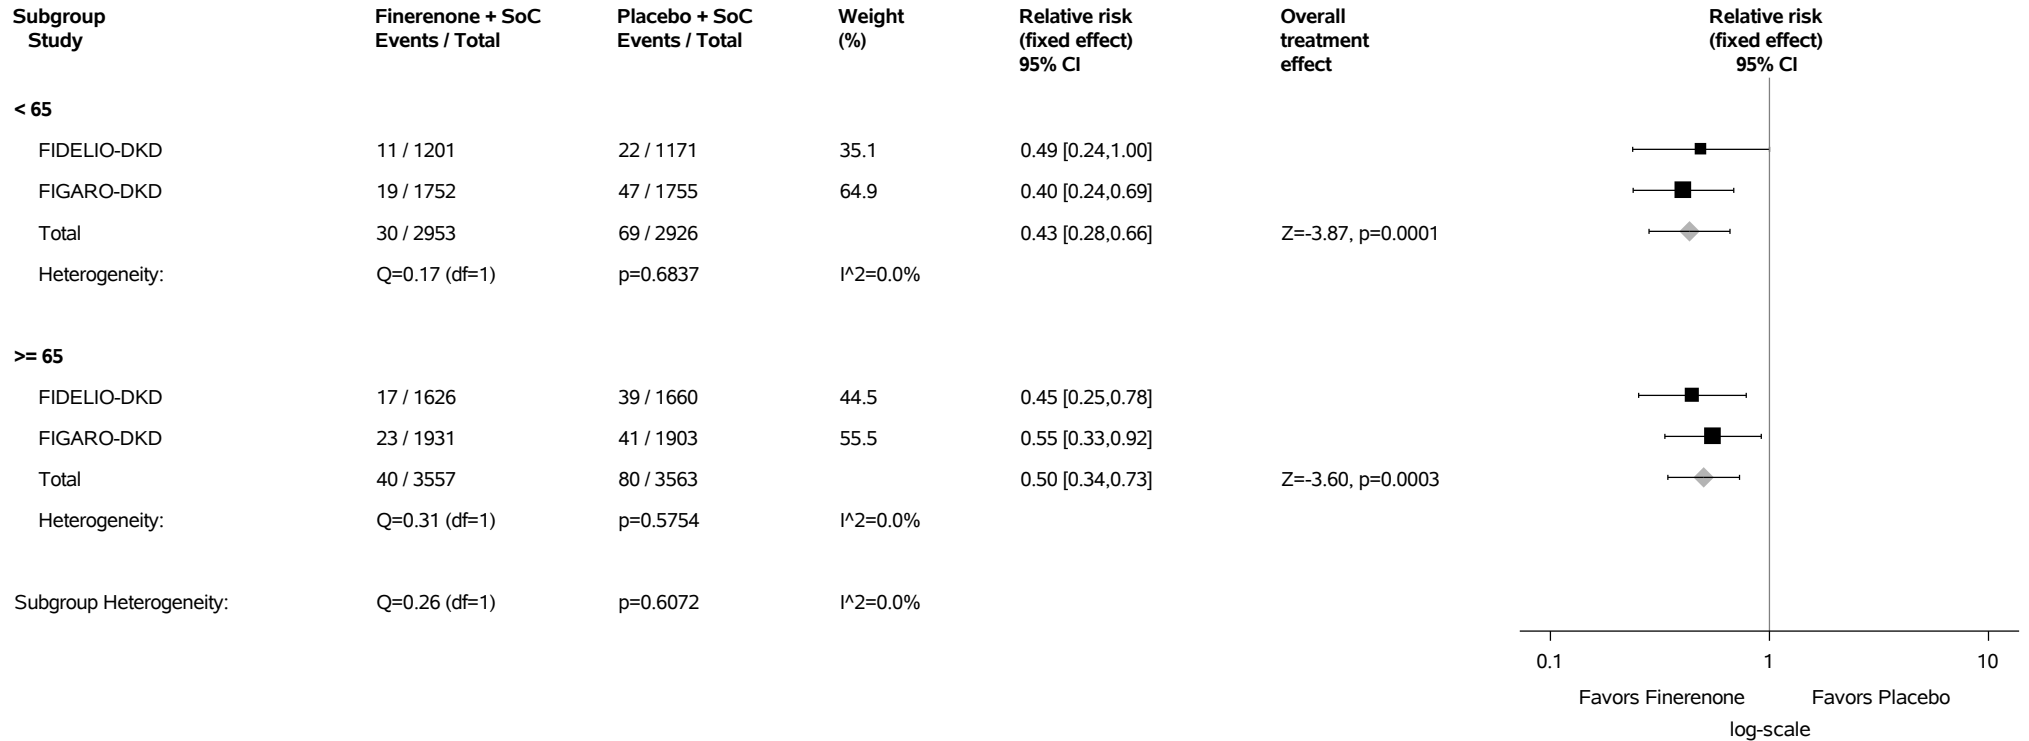 Subgroup Finerenone + SoC Placebo + SoC Weight Relative risk Overall Relative risk
Study Events / Total Events / Total (%) (fixed effect) treatment (fixed effect)
95% CI effect 95% CI
< 65
FIDELIO-DKD 11 / 1201 22 / 1171 35.1 0.49 [0.24,1.00]
FIGARO-DKD 19 / 1752 47 / 1755 64.9 0.40 [0.24,0.69]
Total 30 / 2953 69 / 2926 0.43 [0.28,0.66] Z=-3.87, p=0.0001
Heterogeneity: Q=0.17 (df=1) p=0.6837 I^2=0.0%
>= 65
FIDELIO-DKD 17 / 1626 39 / 1660 44.5 0.45 [0.25,0.78]
FIGARO-DKD 23 / 1931 41 / 1903 55.5 0.55 [0.33,0.92]
Total 40 / 3557 80 / 3563 0.50 [0.34,0.73] Z=-3.60, p=0.0003
Heterogeneity: Q=0.31 (df=1) p=0.5754 I^2=0.0%
Subgroup Heterogeneity: Q=0.26 (df=1) p=0.6072 I^2=0.0%
0.1 1 10
Favors Finerenone Favors Placebo
log-scale